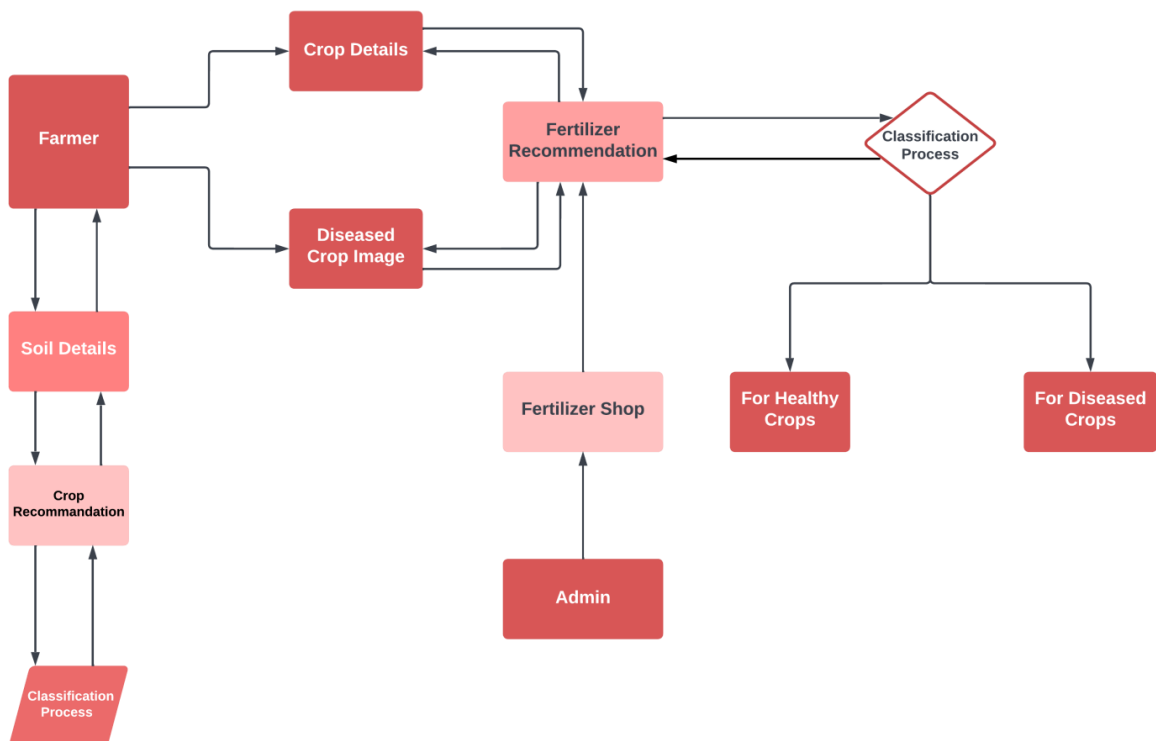 Crop Details
Farmer
Fertilizer
Recommendation
Classification
Process
Diseased
Crop Image
Soil Details
Fertilizer Shop
For Healthy
Crops
For Diseased
Crops
Crop
Recommandation
Admin
Classification
Process